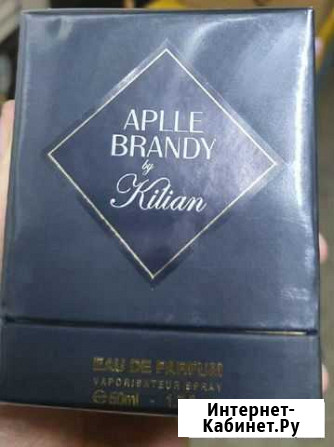 APLLE
BRANDY
by
Kilian
EAU DE PARFUM
VAPORISATEUR SPRAY
50ml -
Интернет-
Кабинет.Ру